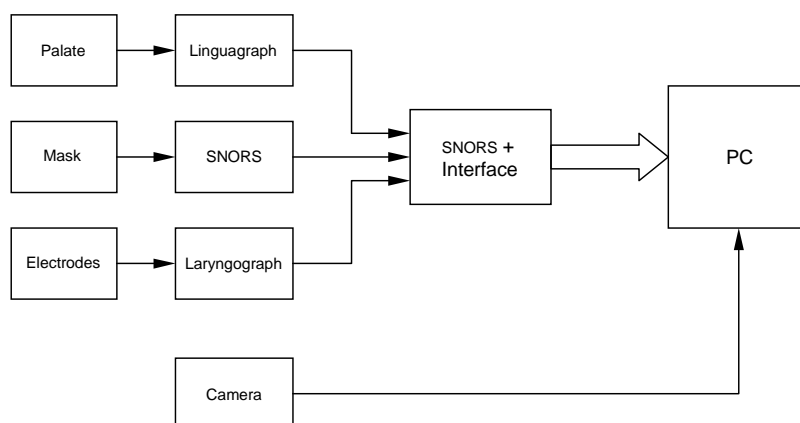 Palate
Linguagraph
Mask
SNORS
SNORS +
Interface
PC
Electrodes
Laryngograph
Camera